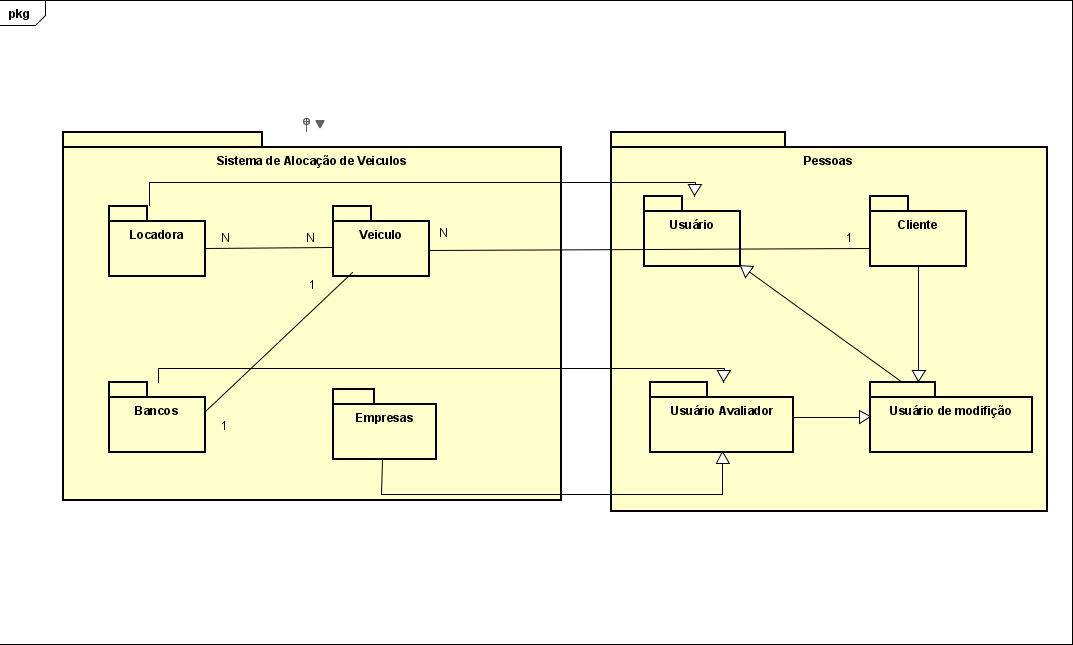 pkg
Sistema de Alocação de Veiculos
Pessoas
Locadora
N
N
Veiculo
N
Usuário
1
Cliente
1
Bancos
1
Empresas
Usuário Avaliador
Usuário de modifição